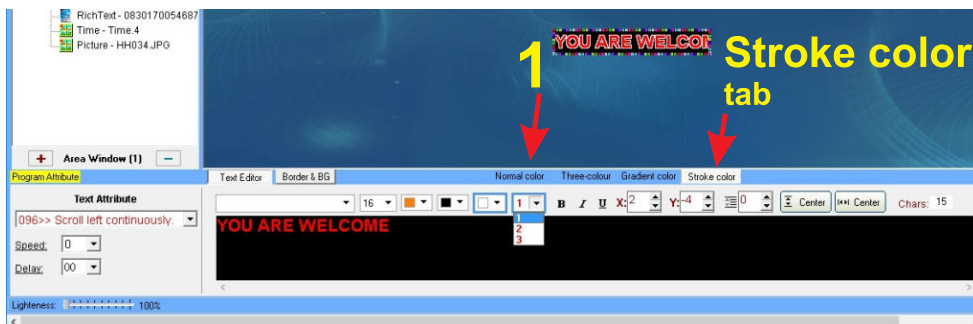 RichText - 0830170054687
Time - Time.4
Picture - HH034.JPG
YOU ARE WELCOM
1
Stroke color
tab
Area Window (1)
Program Attribute
Text Editor
Border & BG
Normal color
Three-colour
Gradient color
Stroke color
Text Attribute
16
1
B I U
X: 2
Y: -4
0
Center
Center
Chars: 15
096>> Scroll left continuously.
YOU ARE WELCOME
1
2
3
Speed: 0
Delay: 00
Lighteness:
100%